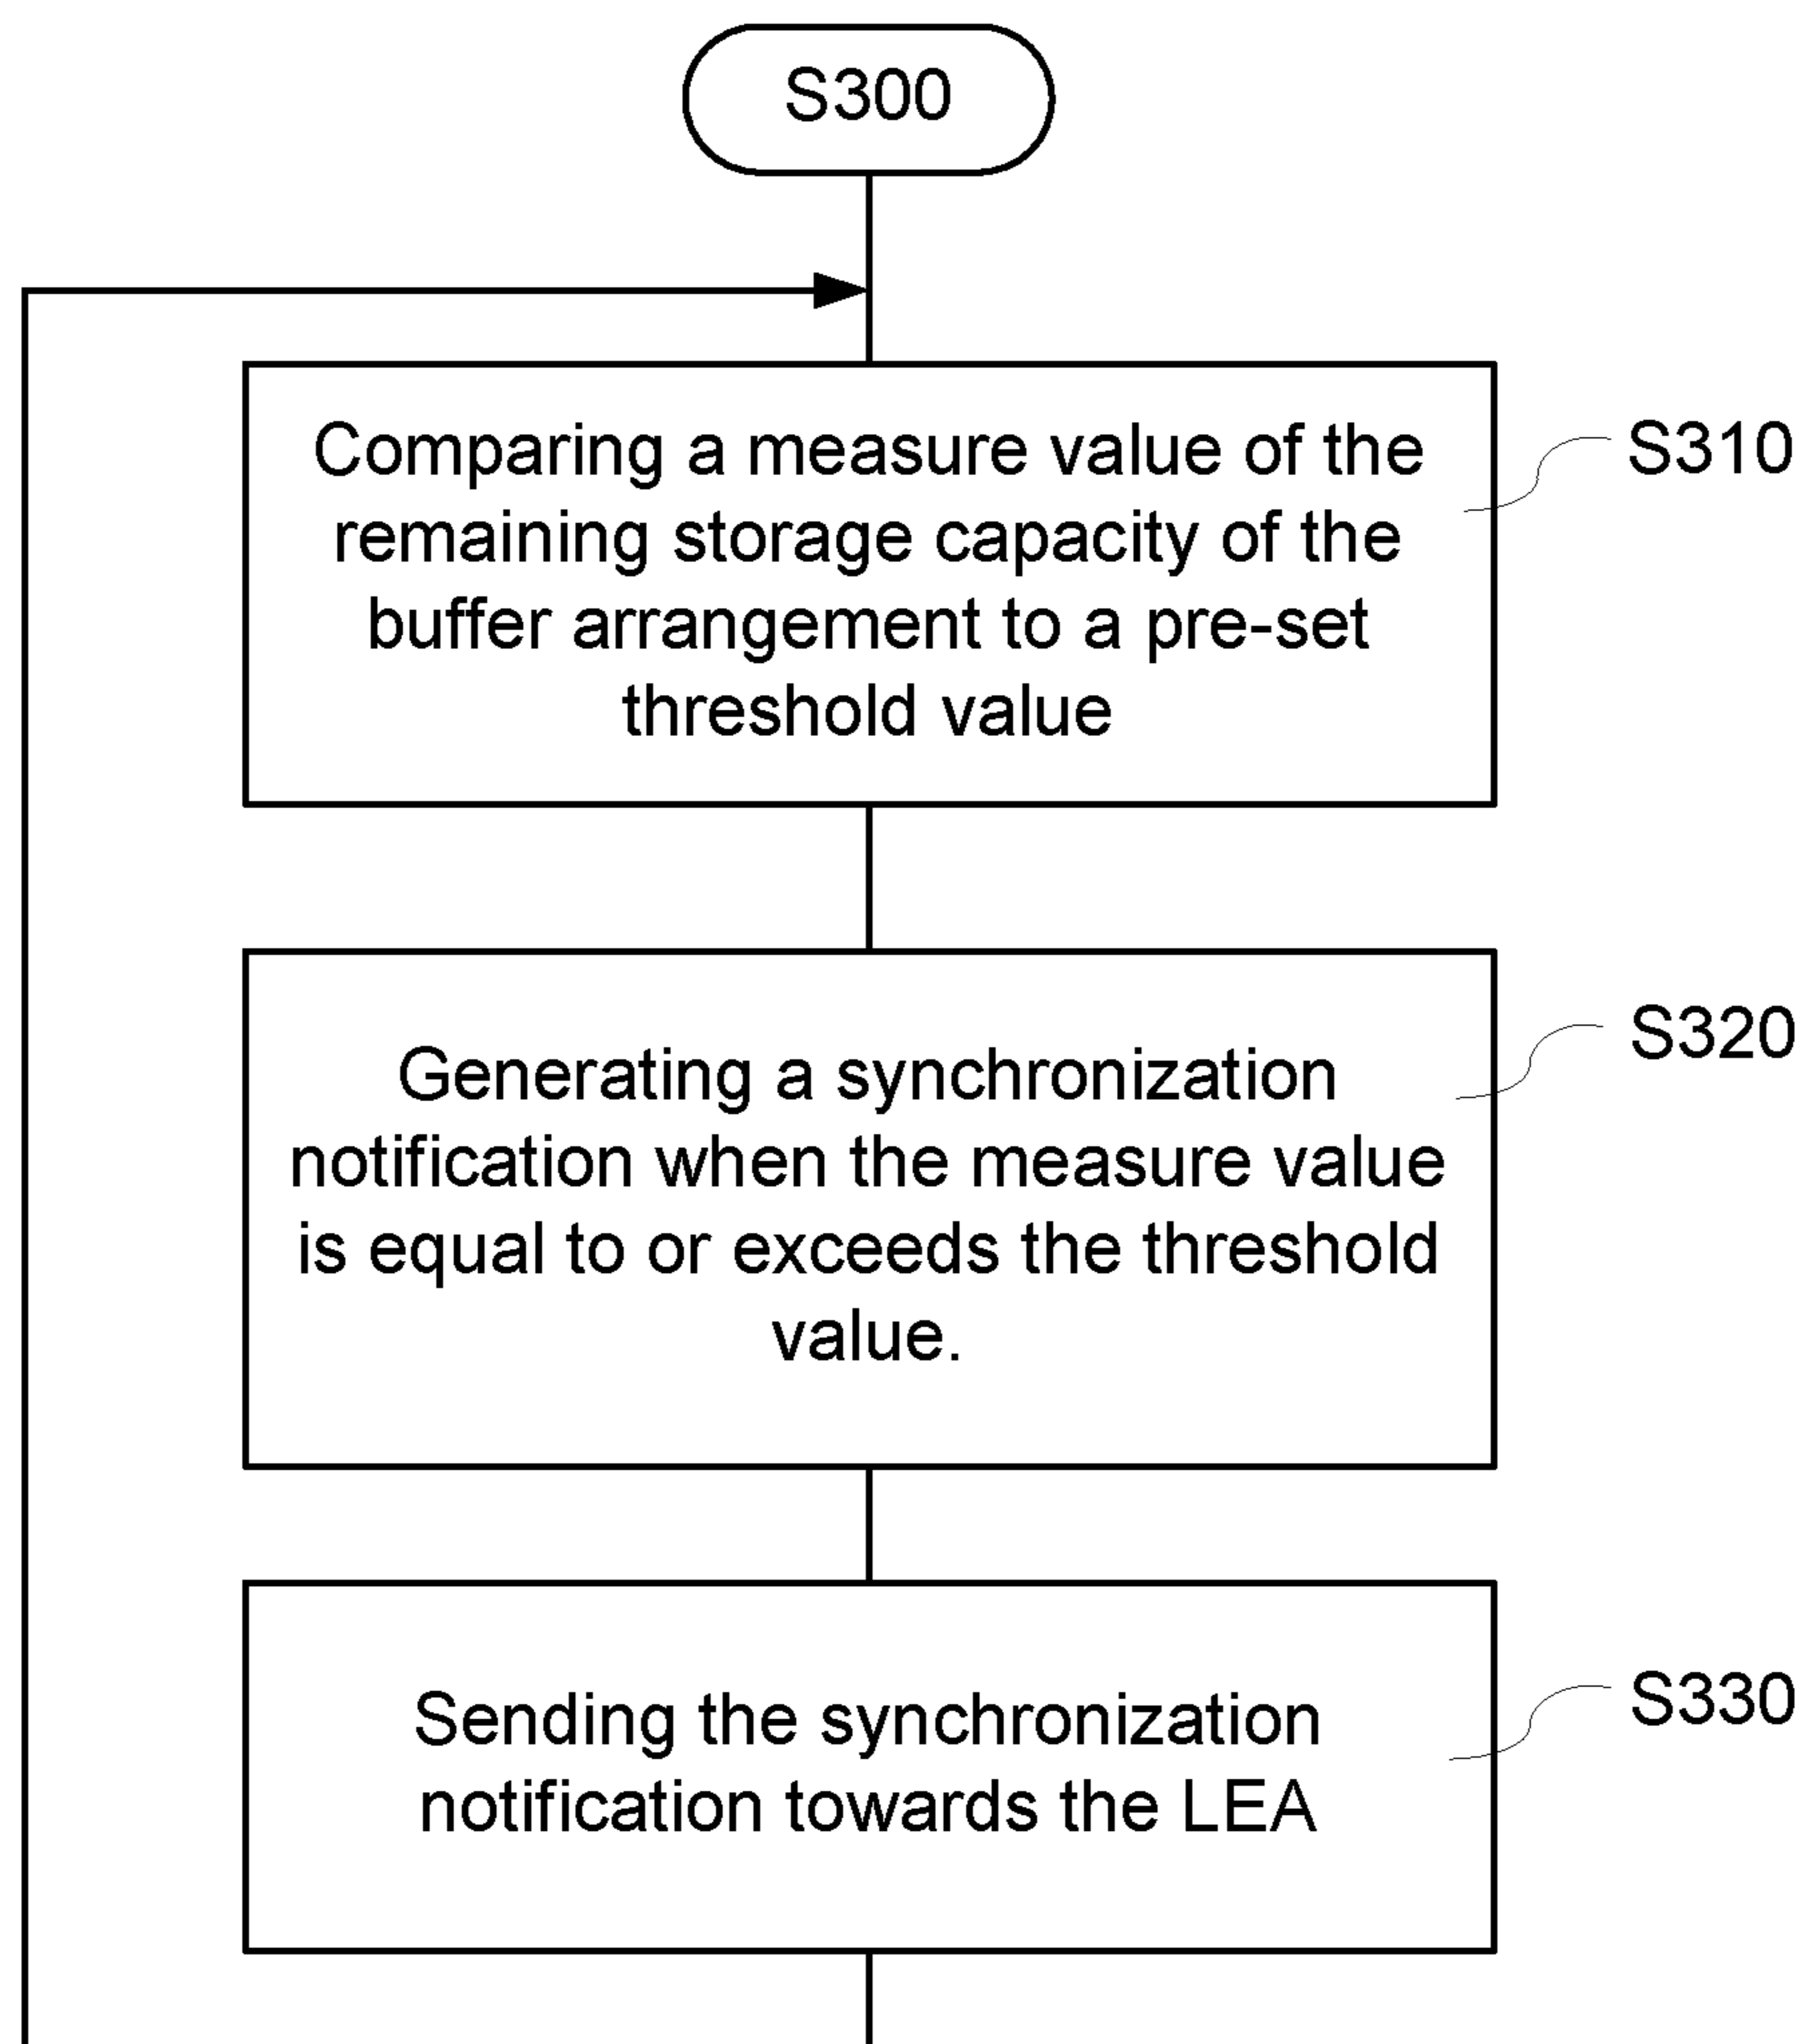 S300
Comparing a measure value of the
remaining storage capacity of the
buffer arrangement to a pre-set
threshold value
S310
Generating a synchronization
notification when the measure value
is equal to or exceeds the threshold
value.
S320
Sending the synchronization
notification towards the LEA
S330